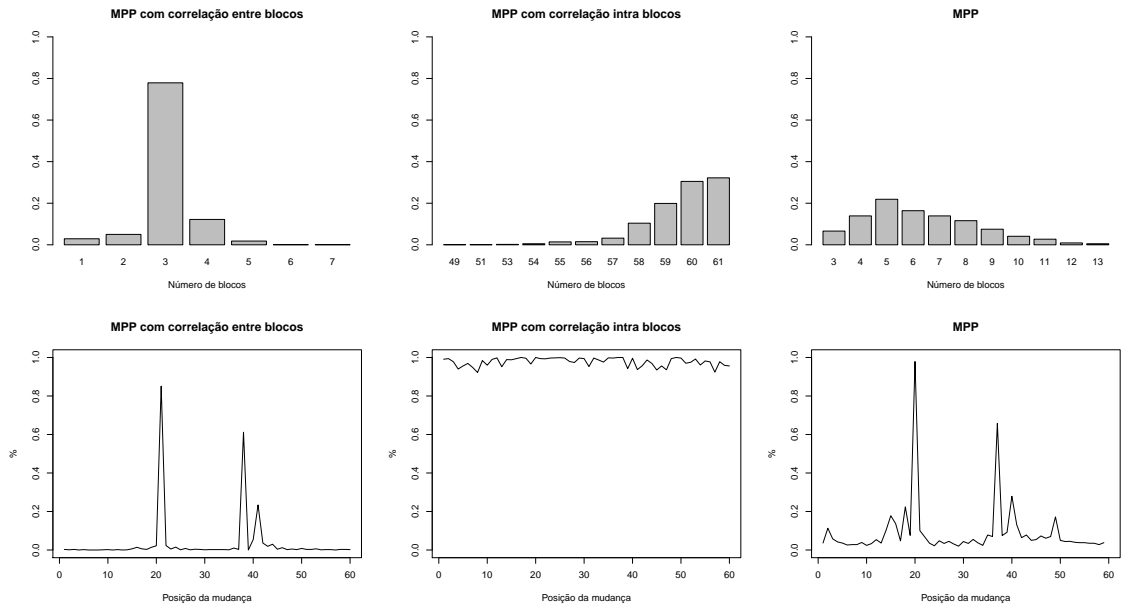 MPP com correlação entre blocos
MPP com correlação intra blocos
MPP
1.0
0.8
0.6
0.4
0.2
0.0
1 2 3 4 5 6 7
Número de blocos
1.0
0.8
0.6
0.4
0.2
0.0
49 51 53 54 55 56 57 58 59 60 61
Número de blocos
1.0
0.8
0.6
0.4
0.2
0.0
3 4 5 6 7 8 9 10 11 12 13
Número de blocos
MPP com correlação entre blocos
MPP com correlação intra blocos
MPP
%
1.0
0.8
0.6
0.4
0.2
0.0
0 10 20 30 40 50 60
Posição da mudança
%
1.0
0.8
0.6
0.4
0.2
0.0
0 10 20 30 40 50 60
Posição da mudança
%
1.0
0.8
0.6
0.4
0.2
0.0
0 10 20 30 40 50 60
Posição da mudança